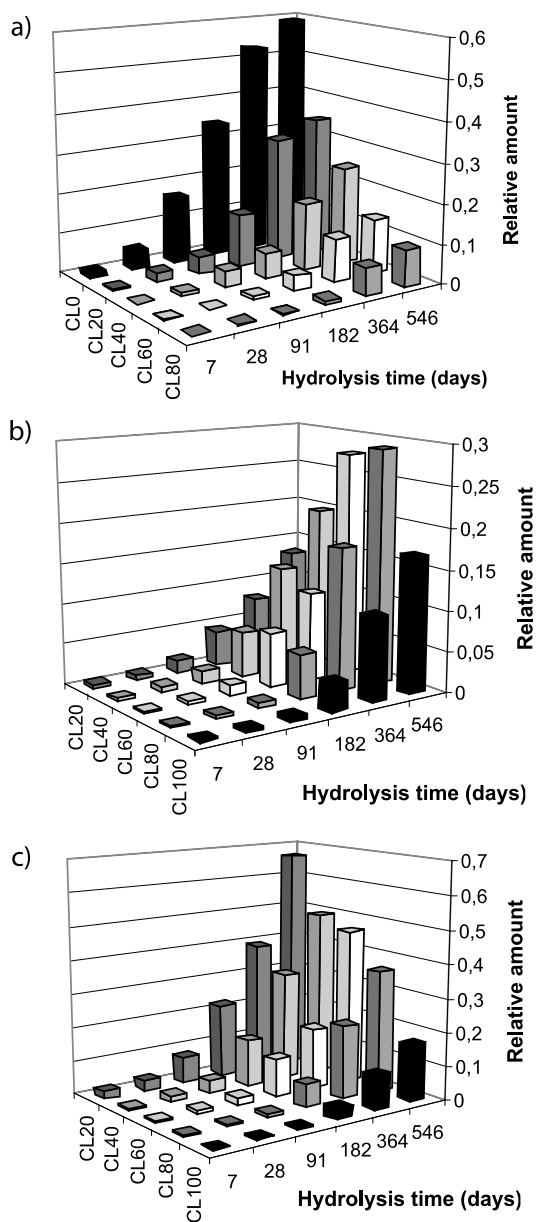 a)
0,6
0,5
0,4
0,3
0,2
0,1
0
Relative amount
CL0
CL20
CL40
CL60
CL80
7
28
91
182
364
546
Hydrolysis time (days)
b)
0,3
0,25
0,2
0,15
0,1
0,05
0
Relative amount
CL20
CL40
CL60
CL80
CL100
7
28
91
182
364
546
Hydrolysis time (days)
c)
0,7
0,6
0,5
0,4
0,3
0,2
0,1
0
Relative amount
CL20
CL40
CL60
CL80
CL100
7
28
91
182
364
546
Hydrolysis time (days)